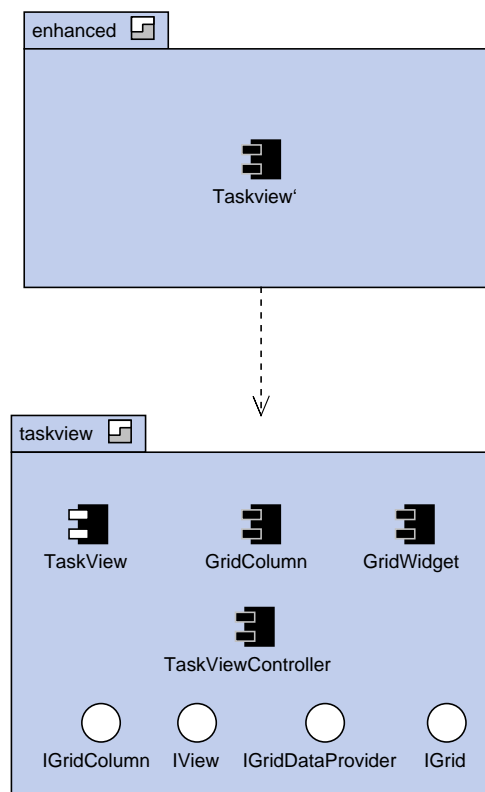 enhanced
Taskview‘
taskview
TaskView GridColumn GridWidget
TaskViewController
IGridColumn IView IGridDataProvider IGrid